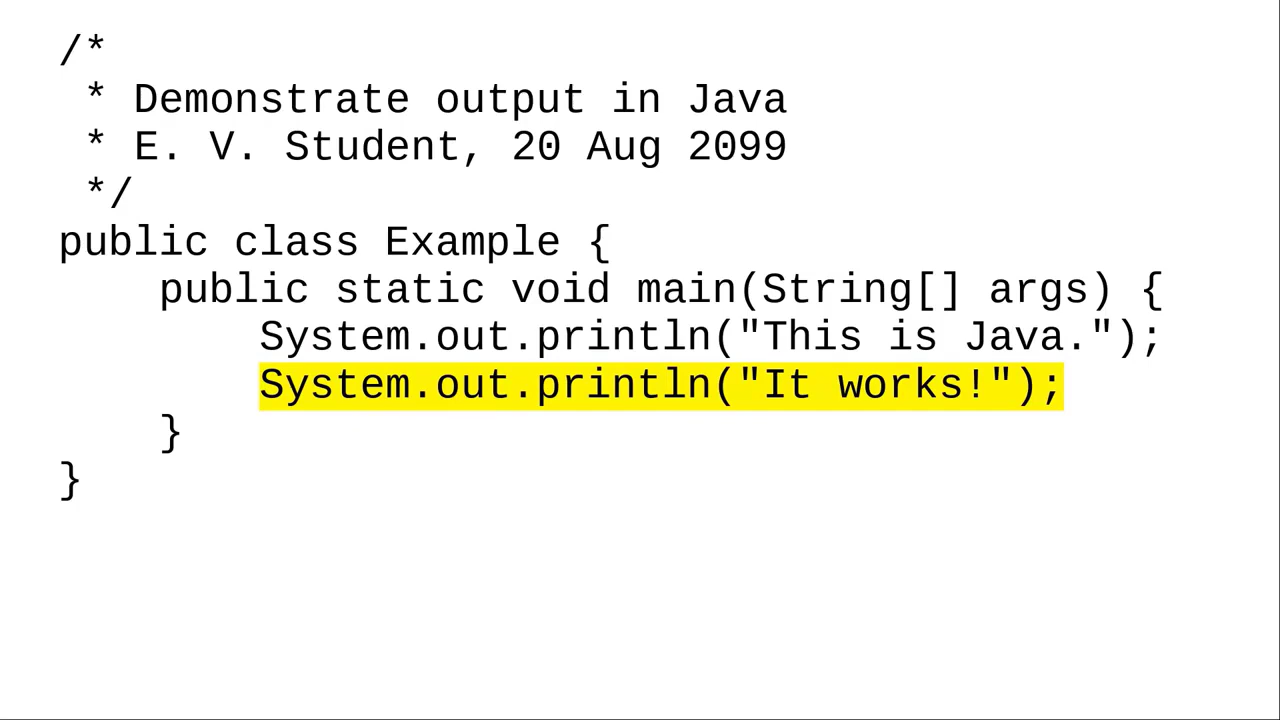 /*
 * Demonstrate output in Java
 * E. V. Student, 20 Aug 2099
 */
public class Example {
    public static void main(String[] args) {
        System.out.println("This is Java.");
        System.out.println("It works!");
    }
}